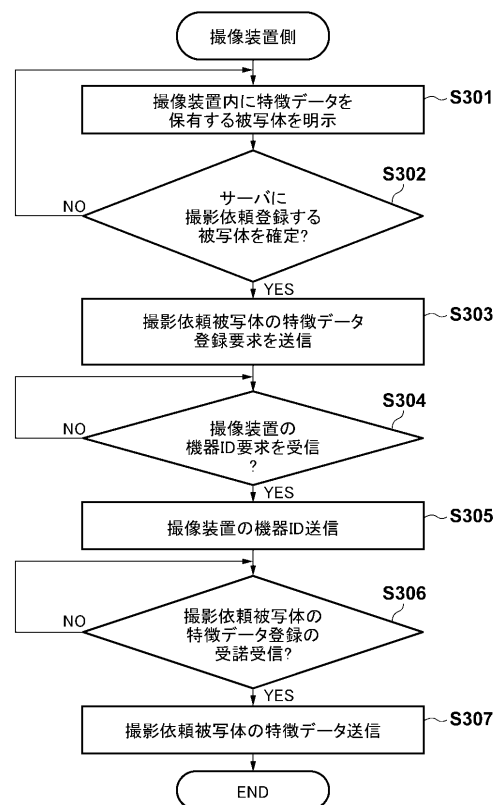 撮像装置側
撮像装置内に特徴データを
保有する被写体を明示
S301
サーバに
撮影依頼登録する
被写体を確定?
S302
NO
YES
撮影依頼被写体の特徴データ
登録要求を送信
S303
撮像装置の
機器ID要求を受信
?
S304
NO
YES
撮像装置の機器ID送信
S305
撮影依頼被写体の
特徴データ登録の
受諾受信?
S306
NO
YES
撮影依頼被写体の特徴データ送信
S307
END